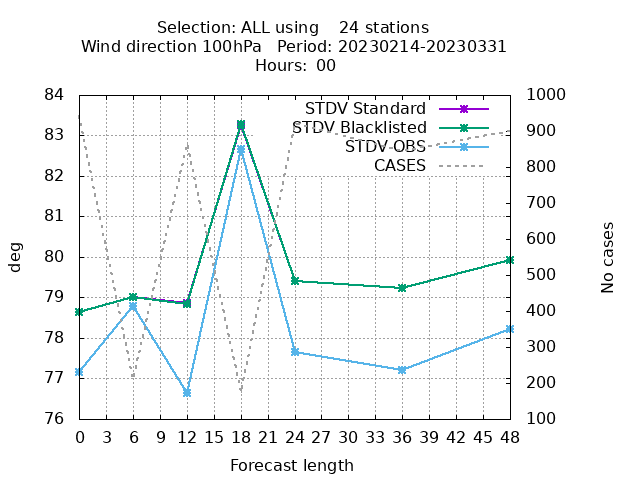 Selection: ALL using    24 stations
Wind direction 100hPa   Period: 20230214-20230331
Hours:  00
STDV Standard
STDV Blacklisted
STDV OBS
CASES
84
83
82
81
80
79
78
77
76
1000
900
800
700
600
500
400
300
200
100
deg
No cases
0 3 6 9 12 15 18 21 24 27 30 33 36 39 42 45 48
Forecast length